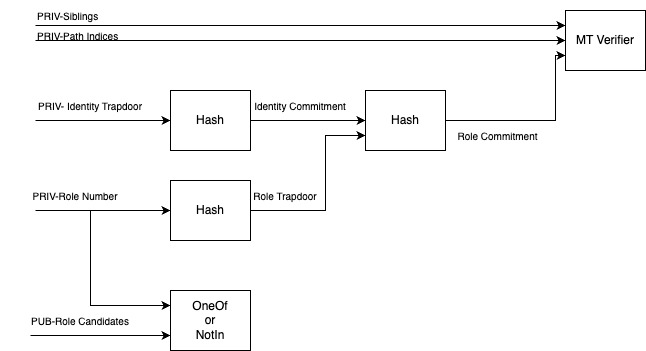 PRIV-Siblings
PRIV-Path Indices
MT Verifier
PRIV- Identity Trapdoor
Hash
Identity Commitment
Hash
Role Commitment
PRIV-Role Number
Hash
Role Trapdoor
OneOf
or
NotIn
PUB-Role Candidates